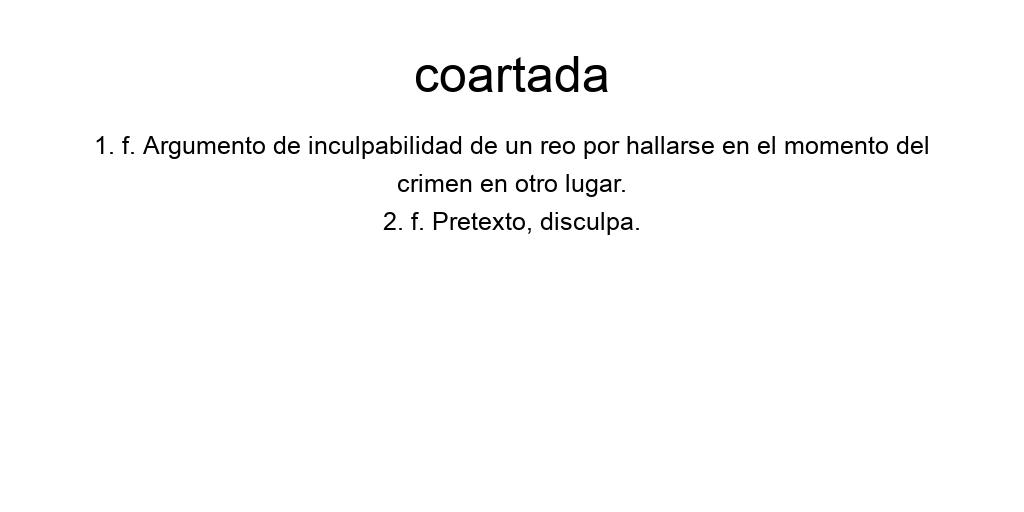 coartada
1. f. Argumento de inculpabilidad de un reo por hallarse en el momento del
crimen en otro lugar.
2. f. Pretexto, disculpa.